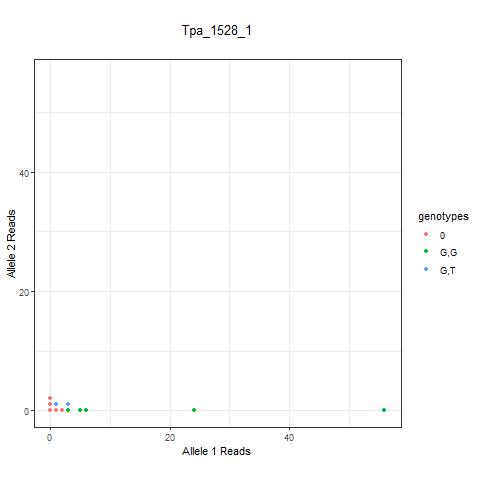 Tpa_1528_1
Allele 2 Reads
40
20
0
0
20
40
Allele 1 Reads
genotypes
0
G,G
G,T